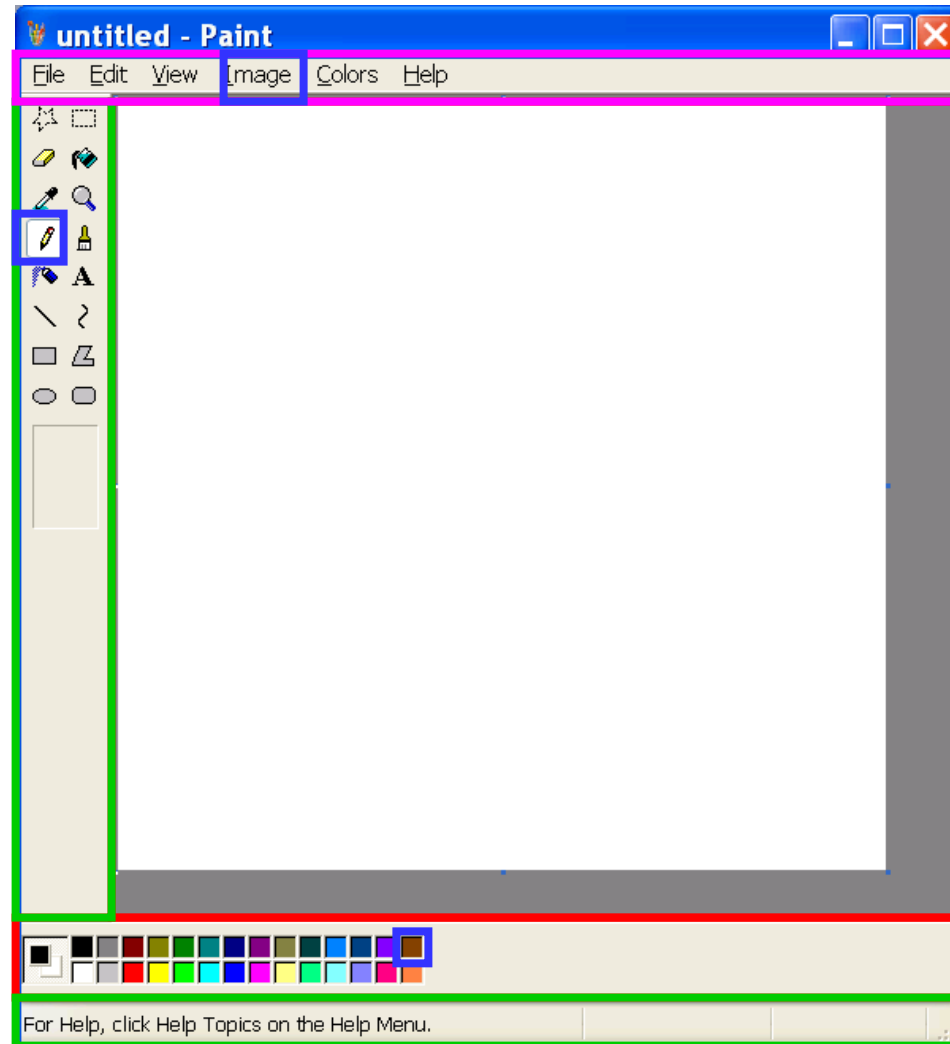 untitled - Paint
File Edit View Image Colors Help
A
For Help, click Help Topics on the Help Menu.